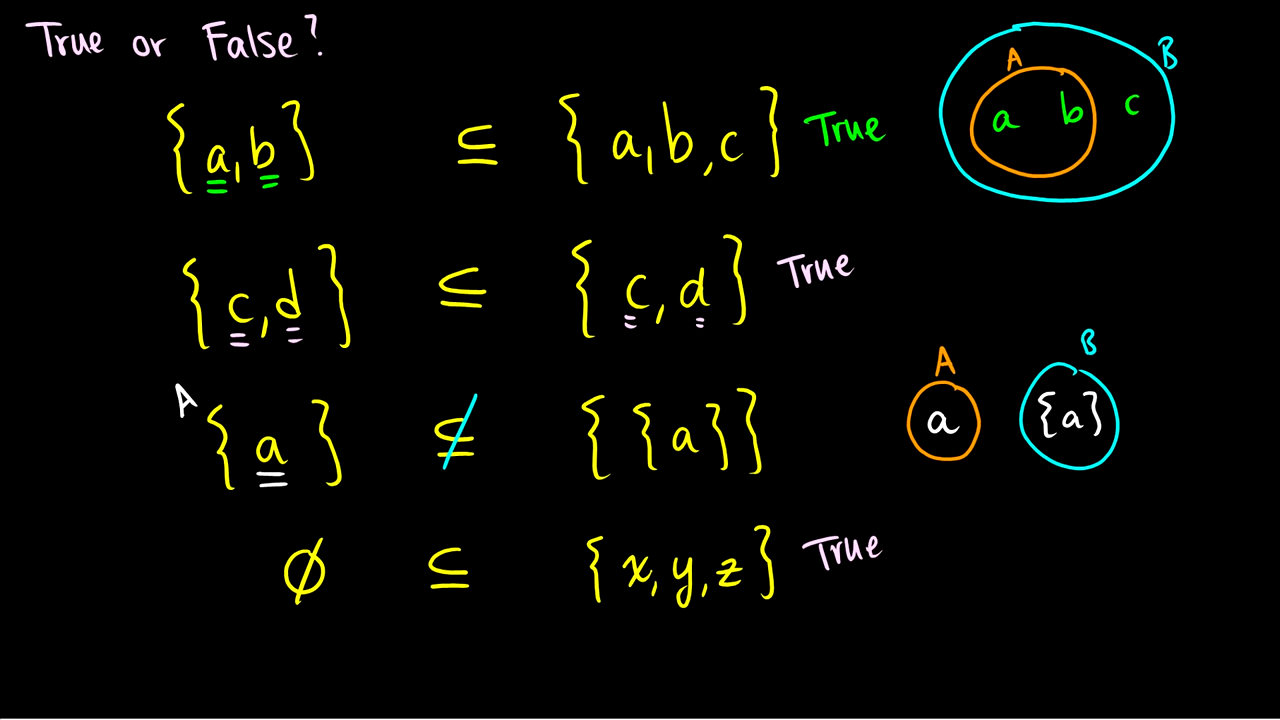 True or False?
{a, b} ⊆ {a, b, c} True
A B
a b c
{c, d} ⊆ {c, d} True
A {a} ⊈ {{a}}
A B
a {a}
∅ ⊆ {x, y, z} True